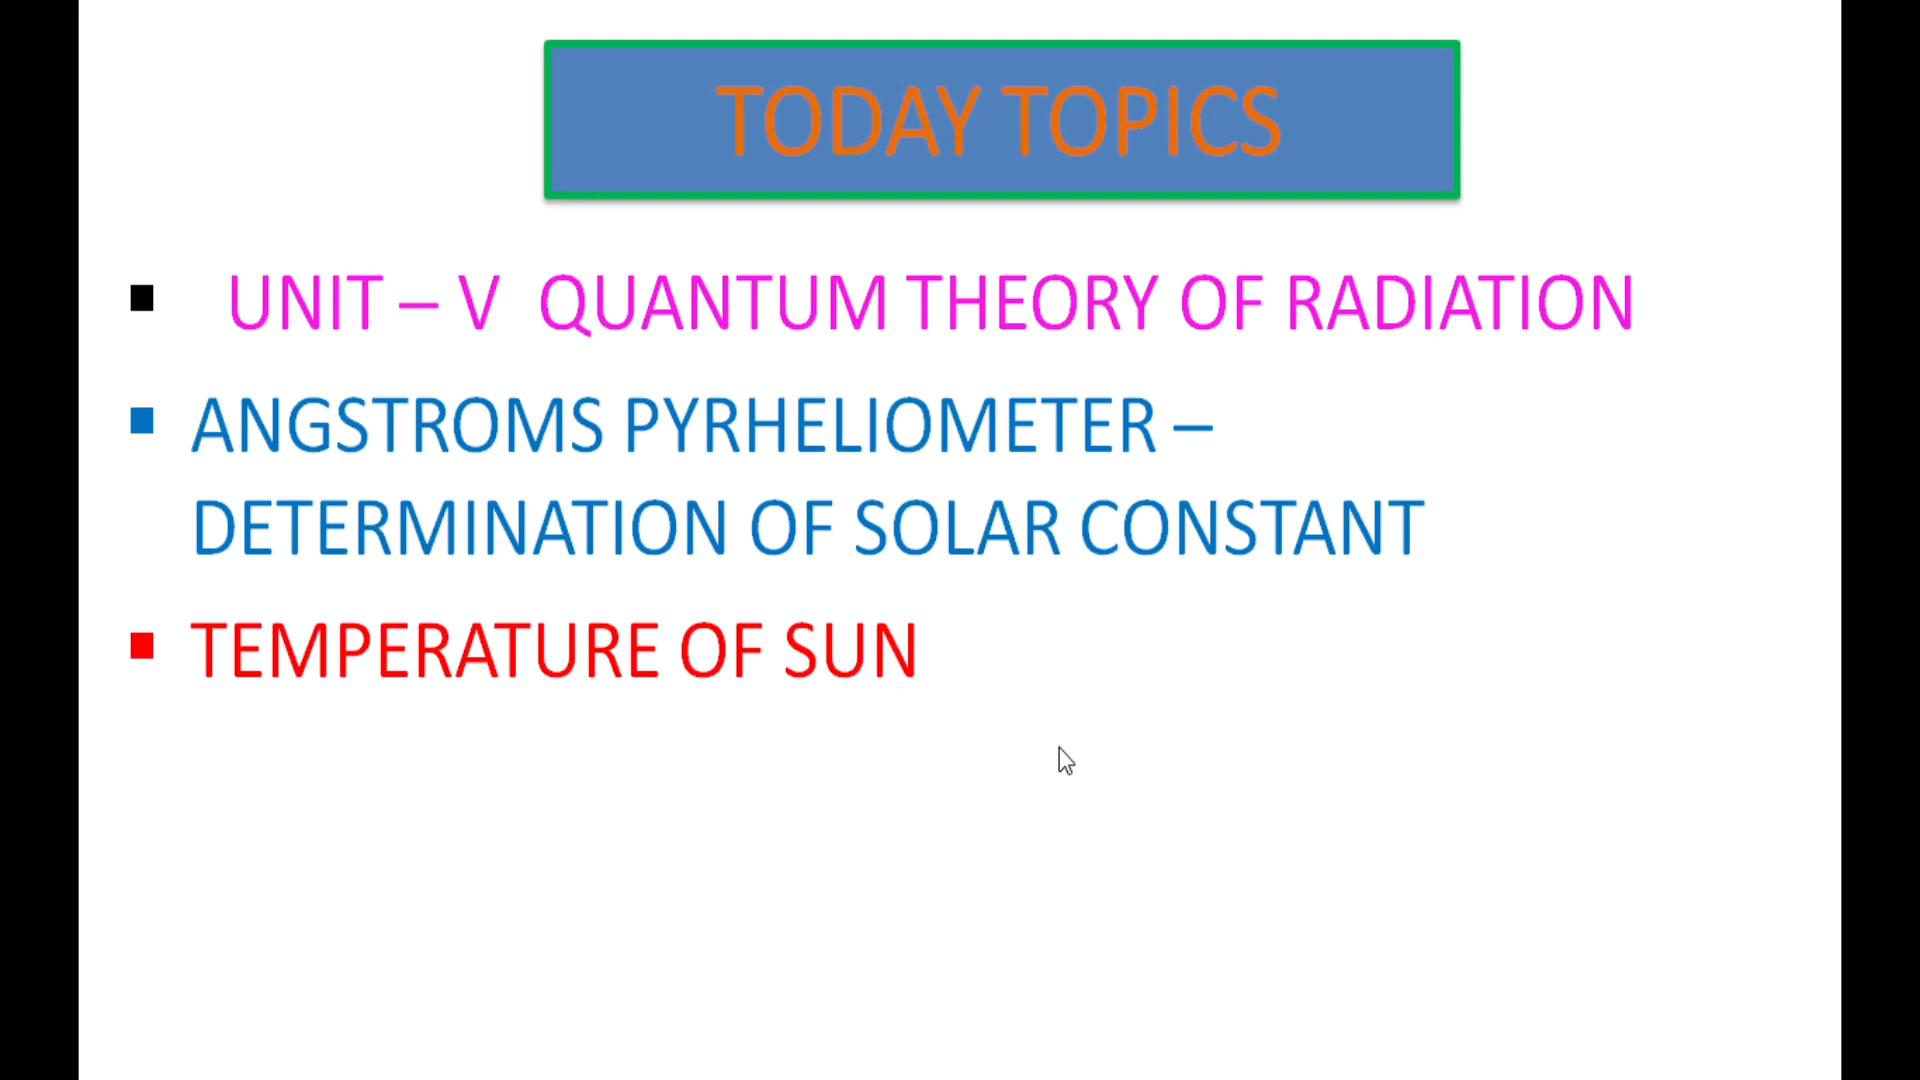 TODAY TOPICS
UNIT – V QUANTUM THEORY OF RADIATION
ANGSTROMS PYRHELIOMETER –
DETERMINATION OF SOLAR CONSTANT
TEMPERATURE OF SUN